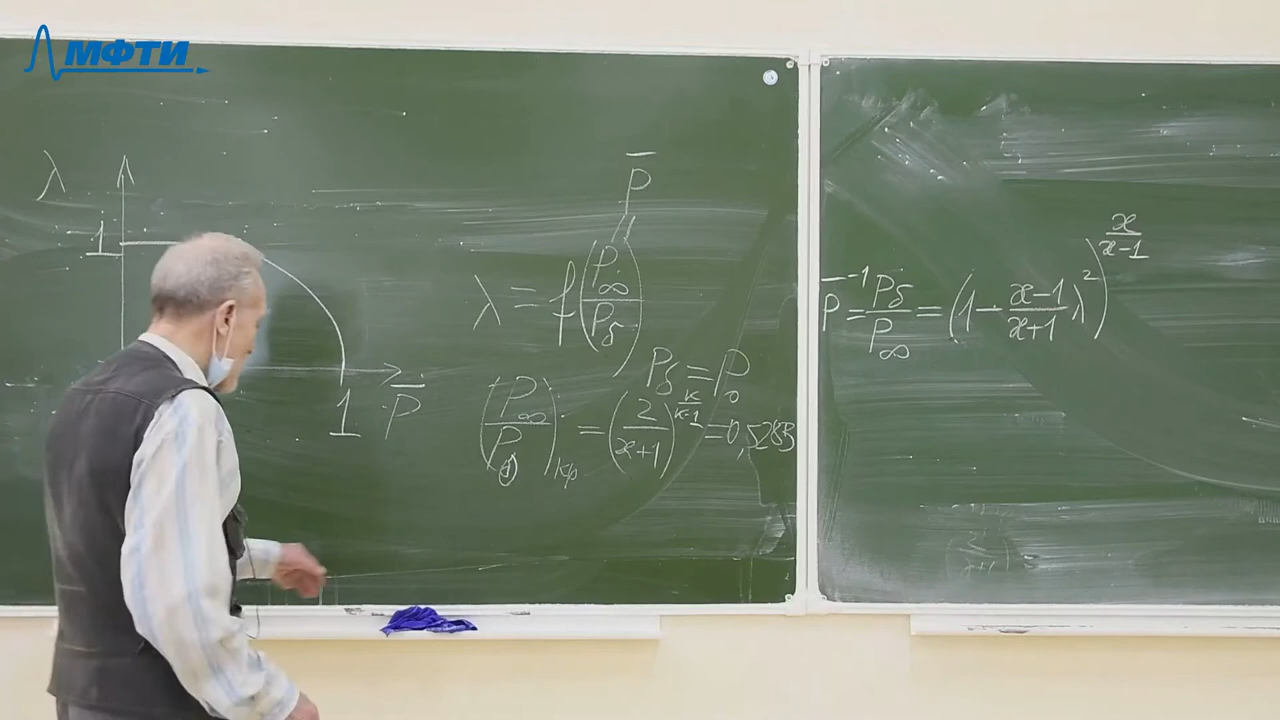 МФТИ
λ
1
1 P̅
P̅
||
λ = f(P∞/Pδ)
Pδ = P₀
(P∞/P₀)кр = (2/(æ+1))^(κ/(κ-1)) = 0,5283
P̅⁻¹ = Pδ/P∞ = (1 - (æ-1)/(æ+1) λ²)^(æ/(æ-1))